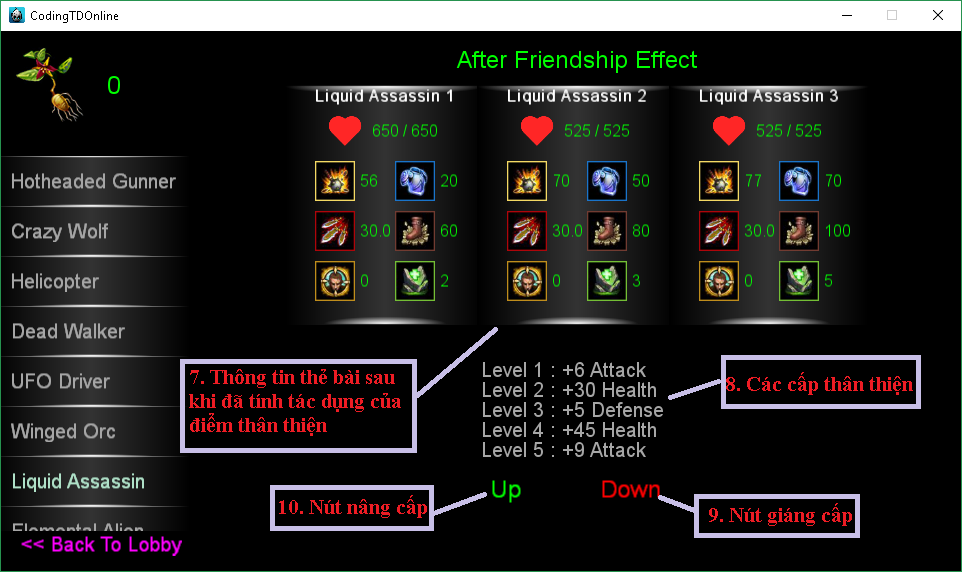 CodingTDOnline
0
After Friendship Effect
Liquid Assassin 1
650 / 650
56
20
30.0
60
0
2
Liquid Assassin 2
525 / 525
70
50
30.0
80
0
3
Liquid Assassin 3
525 / 525
77
70
30.0
100
0
5
Hotheaded Gunner
Crazy Wolf
Helicopter
Dead Walker
UFO Driver
Winged Orc
Liquid Assassin
Elemental Alien
<< Back To Lobby
7. Thông tin thẻ bài sau
khi đã tính tác dụng của
điểm thân thiện
Level 1 : +6 Attack
Level 2 : +30 Health
Level 3 : +5 Defense
Level 4 : +45 Health
Level 5 : +9 Attack
8. Các cấp thân thiện
Up
Down
10. Nút nâng cấp
9. Nút giáng cấp